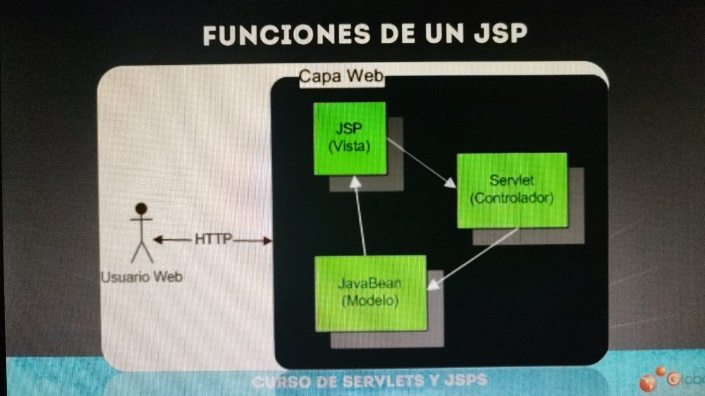 FUNCIONES DE UN JSP
Capa Web
JSP
(Vista)
Servlet
(Controlador)
HTTP
Usuario Web
JavaBean
(Modelo)
CURSO DE SERVLETS Y JSPS